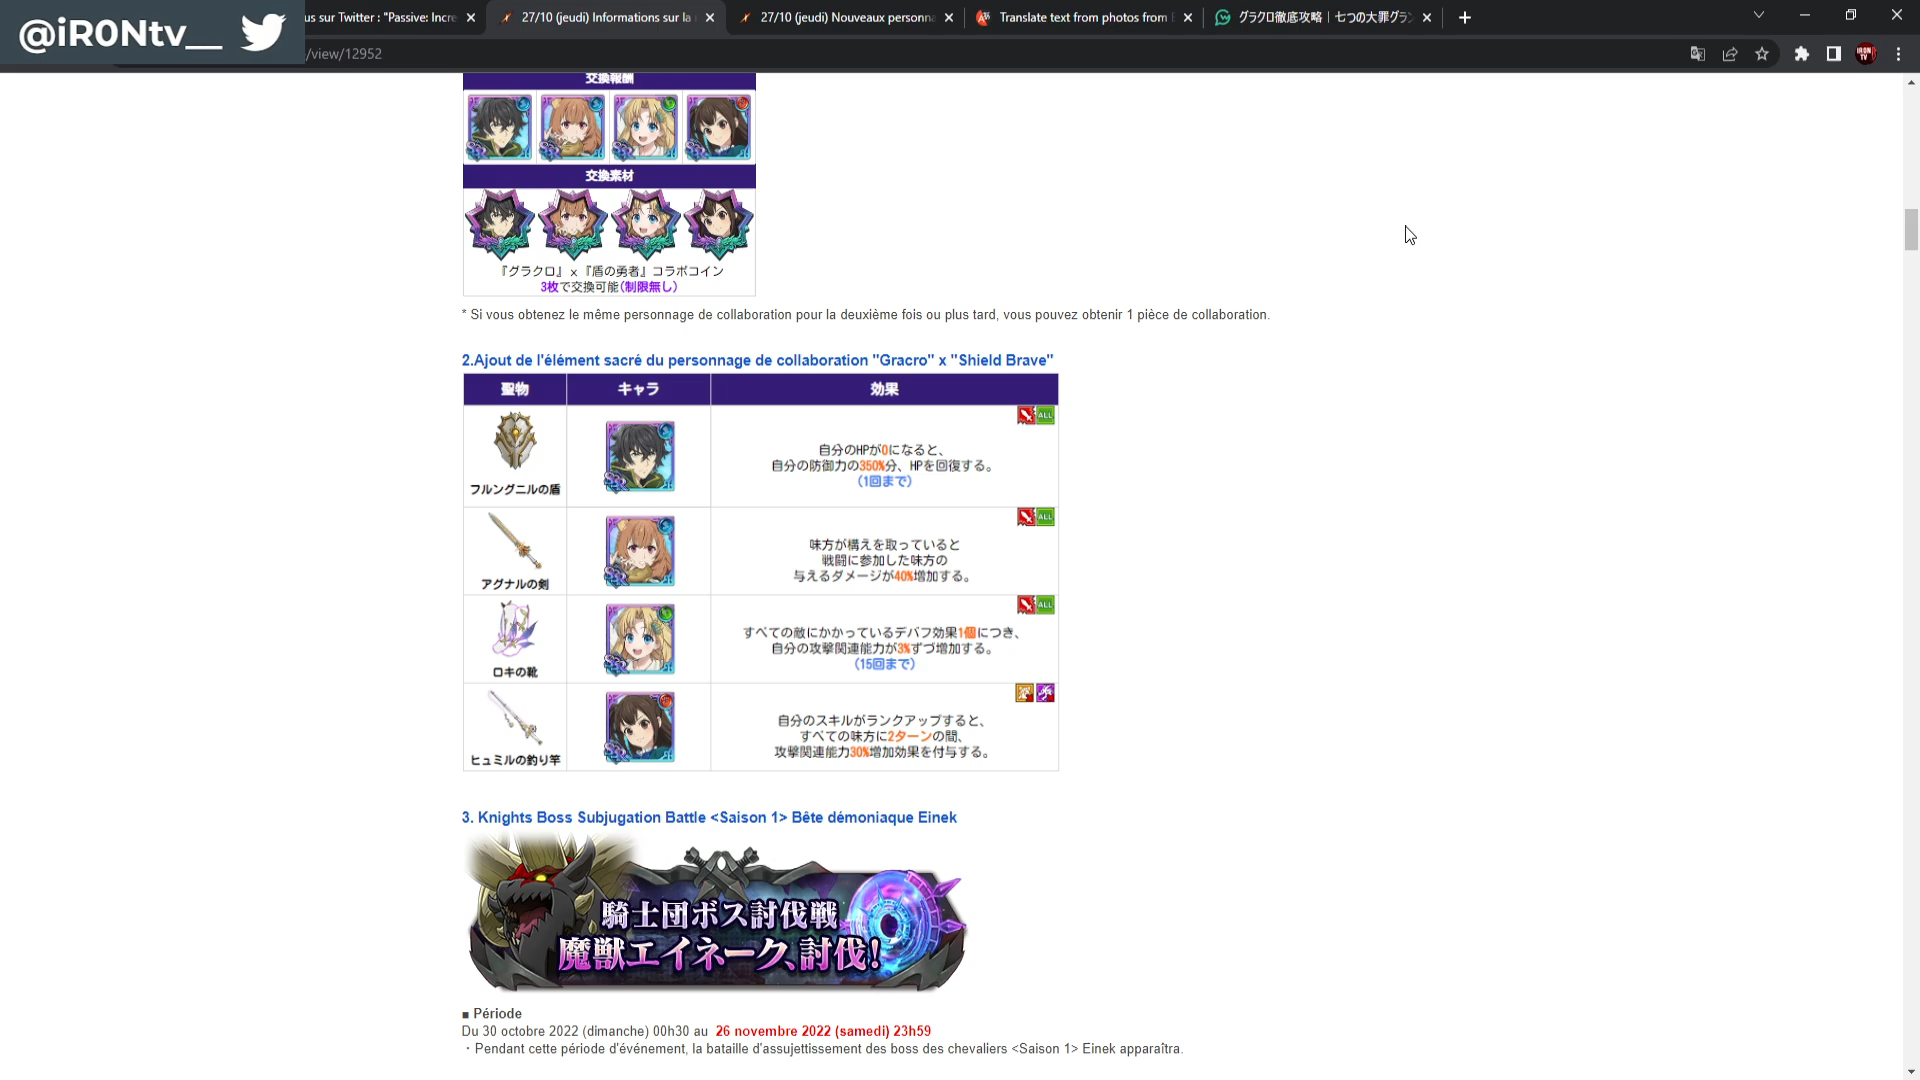 @iR0Ntv__
us sur Twitter : "Passive: Incre
27/10 (jeudi) Informations sur la
27/10 (jeudi) Nouveaux personna
Translate text from photos from
グラクロ徹底攻略｜七つの大罪グラン
/view/12952
交換報酬
交換素材
『グラクロ』x『盾の勇者』コラボコイン
3枚で交換可能(制限無し)
* Si vous obtenez le même personnage de collaboration pour la deuxième fois ou plus tard, vous pouvez obtenir 1 pièce de collaboration.
2.Ajout de l'élément sacré du personnage de collaboration "Gracro" x "Shield Brave"
聖物 キャラ 効果
ALL
自分のHPが0になると、
自分の防御力の350%分、HPを回復する。
(1回まで)
フルングニルの盾
ALL
味方が構えを取っていると
戦闘に参加した味方の
与えるダメージが40%増加する。
アグナルの剣
ALL
すべての敵にかかっているデバフ効果1個につき、
自分の攻撃関連能力が3%ずづ増加する。
(15回まで)
ロキの靴
自分のスキルがランクアップすると、
すべての味方に2ターンの間、
攻撃関連能力30%増加効果を付与する。
ヒュミルの釣り竿
3. Knights Boss Subjugation Battle <Saison 1> Bête démoniaque Einek
騎士団ボス討伐戦
魔獣エイネーク、討伐!
■ Période
Du 30 octobre 2022 (dimanche) 00h30 au 26 novembre 2022 (samedi) 23h59
・Pendant cette période d'événement, la bataille d'assujettissement des boss des chevaliers <Saison 1> Einek apparaîtra.